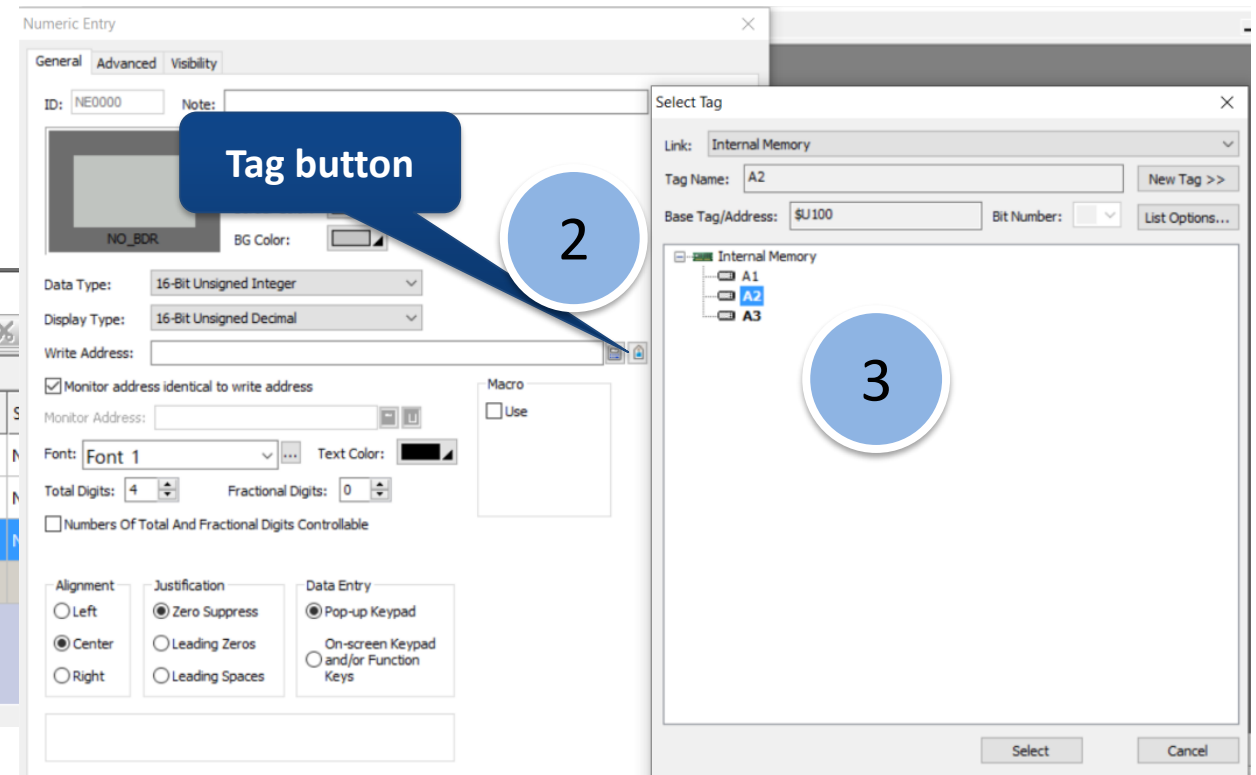 Numeric Entry
General Advanced Visibility
ID: NE0000 Note:
Tag button
NO_BDR
BG Color:
2
Data Type: 16-Bit Unsigned Integer
Display Type: 16-Bit Unsigned Decimal
Write Address:
Monitor address identical to write address
Macro
Use
Monitor Address:
U
Font: Font 1 ... Text Color:
Total Digits: 4 Fractional Digits: 0
Numbers Of Total And Fractional Digits Controllable
Alignment
Left
Center
Right
Justification
Zero Suppress
Leading Zeros
Leading Spaces
Data Entry
Pop-up Keypad
On-screen Keypad
and/or Function
Keys
Select Tag
Link: Internal Memory
Tag Name: A2 New Tag >>
Base Tag/Address: $U100 Bit Number: List Options...
Internal Memory
A1
A2
A3
3
Select Cancel